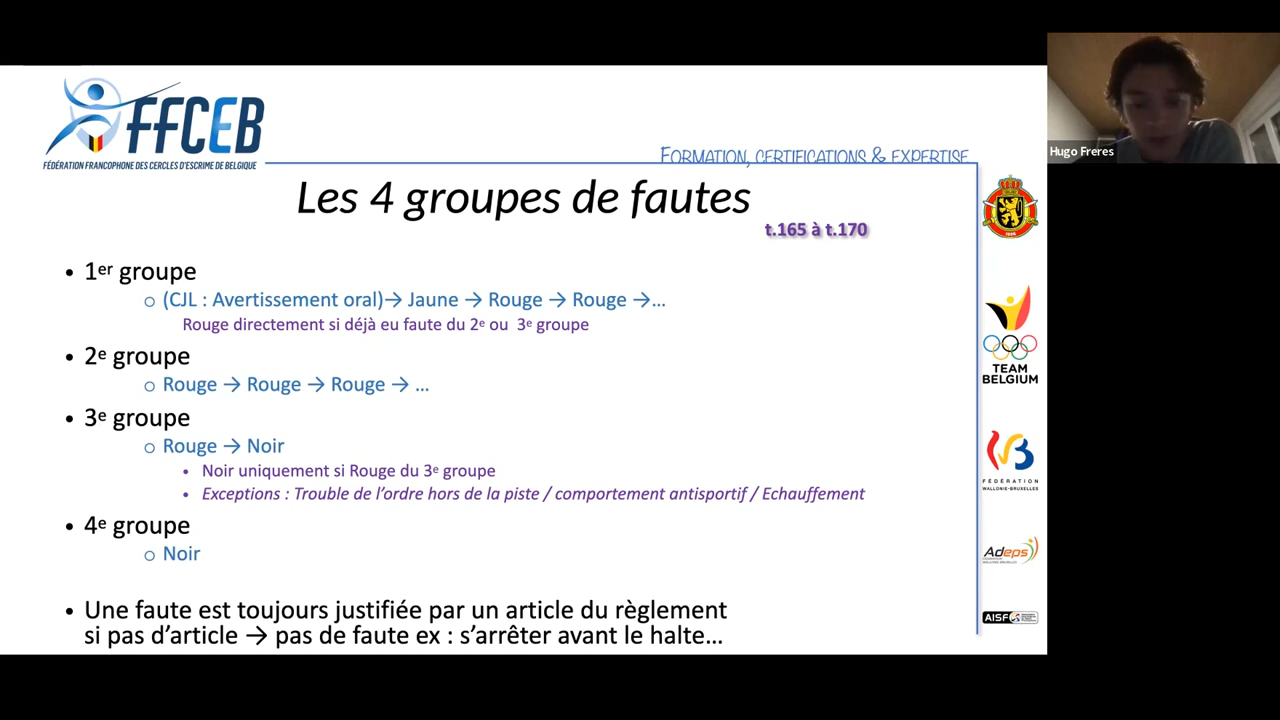 FFCEB
FÉDÉRATION FRANCOPHONE DES CERCLES D'ESCRIME DE BELGIQUE
FORMATION, CERTIFICATIONS & EXPERTISE
Hugo Freres
Les 4 groupes de fautes
t.165 à t.170
• 1er groupe
o (CJL : Avertissement oral)→ Jaune → Rouge → Rouge →…
Rouge directement si déjà eu faute du 2e ou 3e groupe
• 2e groupe
o Rouge → Rouge → Rouge → …
• 3e groupe
o Rouge → Noir
• Noir uniquement si Rouge du 3e groupe
• Exceptions : Trouble de l'ordre hors de la piste / comportement antisportif / Echauffement
• 4e groupe
o Noir
• Une faute est toujours justifiée par un article du règlement
si pas d'article → pas de faute ex : s'arrêter avant le halte…
TEAM
BELGIUM
FÉDÉRATION
WALLONIE-BRUXELLES
Adeps
AISF